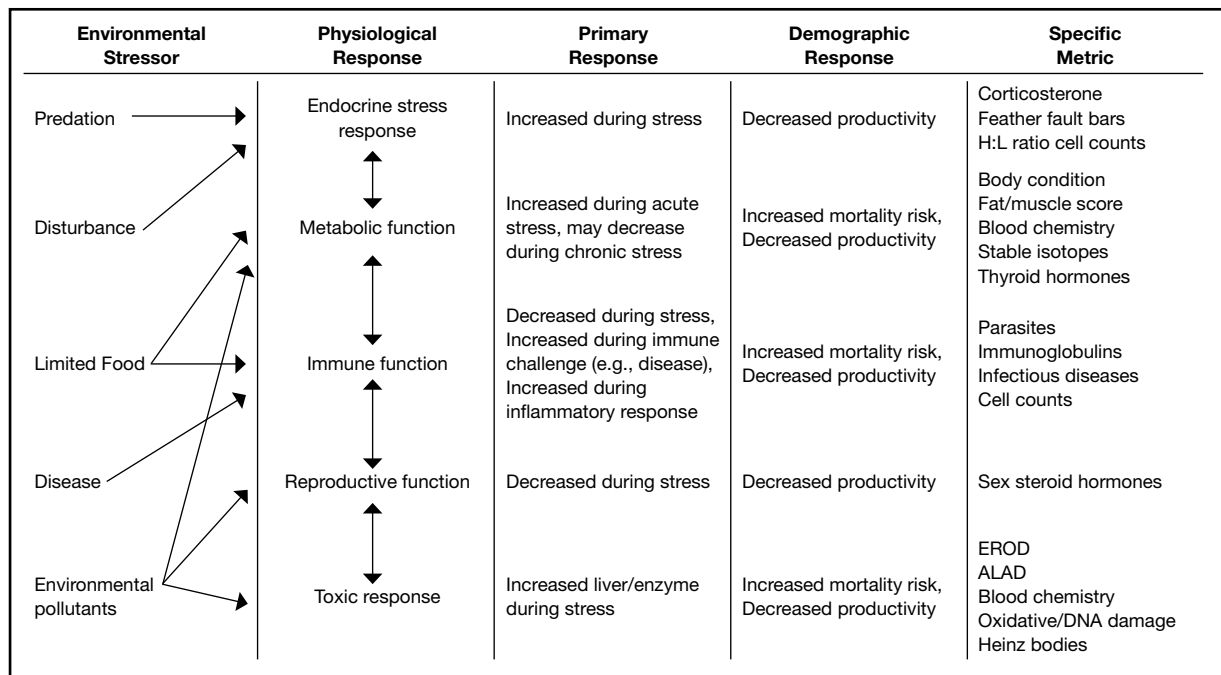 Environmental
Stressor
Physiological
Response
Primary
Response
Demographic
Response
Specific
Metric
Predation
Endocrine stress
response
Increased during stress
Decreased productivity
Corticosterone
Feather fault bars
H:L ratio cell counts
Disturbance
Metabolic function
Increased during acute
stress, may decrease
during chronic stress
Increased mortality risk,
Decreased productivity
Body condition
Fat/muscle score
Blood chemistry
Stable isotopes
Thyroid hormones
Limited Food
Immune function
Decreased during stress,
Increased during immune
challenge (e.g., disease),
Increased during
inflammatory response
Increased mortality risk,
Decreased productivity
Parasites
Immunoglobulins
Infectious diseases
Cell counts
Disease
Reproductive function
Decreased during stress
Decreased productivity
Sex steroid hormones
Environmental
pollutants
Toxic response
Increased liver/enzyme
during stress
Increased mortality risk,
Decreased productivity
EROD
ALAD
Blood chemistry
Oxidative/DNA damage
Heinz bodies